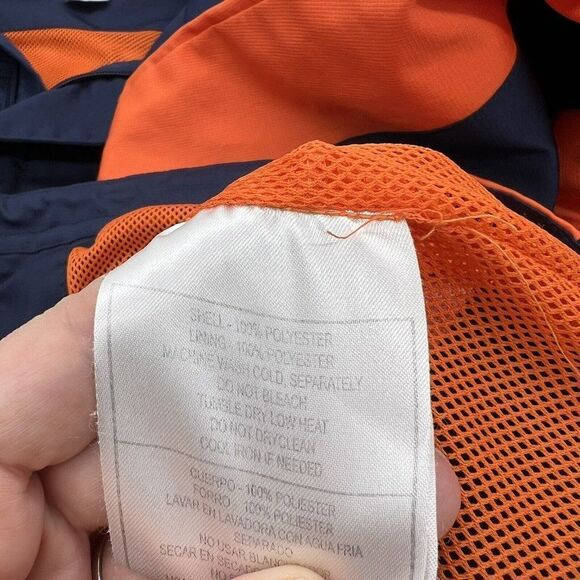 SHELL - 100% POLYESTER
LINING - 100% POLYESTER
MACHINE WASH COLD, SEPARATELY
DO NOT BLEACH
TUMBLE DRY LOW HEAT
DO NOT DRYCLEAN
COOL IRON IF NEEDED
CUERPO - 100% POLIESTER
FORRO - 100% POLIESTER
LAVAR EN LAVADORA CON AGUA FRIA
SEPARADO
NO USAR BLANQ
SECAR EN SECAD